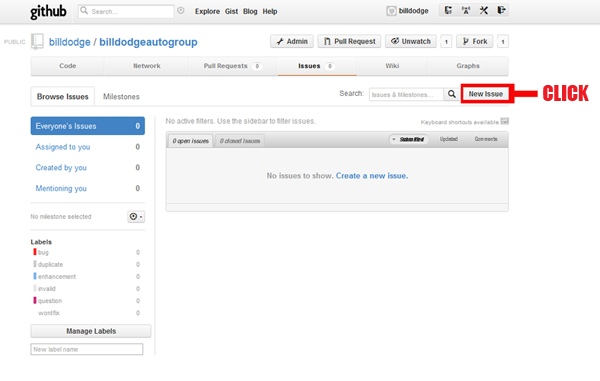 github Search... Explore Gist Blog Help billdodge
PUBLIC billdodge / billdodgeautogroup Admin Pull Request Unwatch 1 Fork 1
Code Network Pull Requests 0 Issues 0 Wiki Graphs
Browse Issues Milestones Search: Issues & Milestones... New Issue CLICK
Everyone's Issues 0
Assigned to you 0
Created by you 0
Mentioning you 0
No milestone selected
Labels
bug 0
duplicate 0
enhancement 0
invalid 0
question 0
wontfix 0
Manage Labels
New label name
No active filters. Use the sidebar to filter issues.
Keyboard shortcuts available
0 open issues 0 closed issues Updated Comments
No issues to show. Create a new issue.